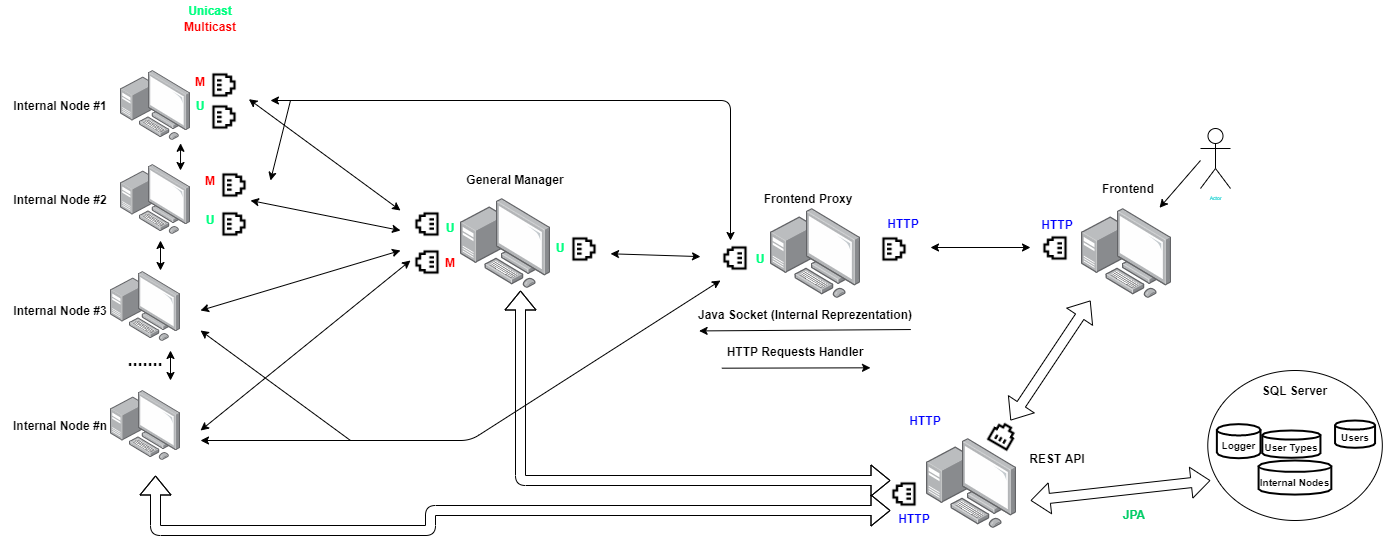 Unicast
Multicast
M
Internal Node #1
U
M
Internal Node #2
U
General Manager
Frontend Proxy
Frontend
Actor
HTTP
HTTP
U
U
U
M
Internal Node #3
Java Socket (Internal Reprezentation)
HTTP Requests Handler
.......
Internal Node #n
SQL Server
HTTP
Logger
User Types
Users
REST API
Internal Nodes
HTTP
JPA